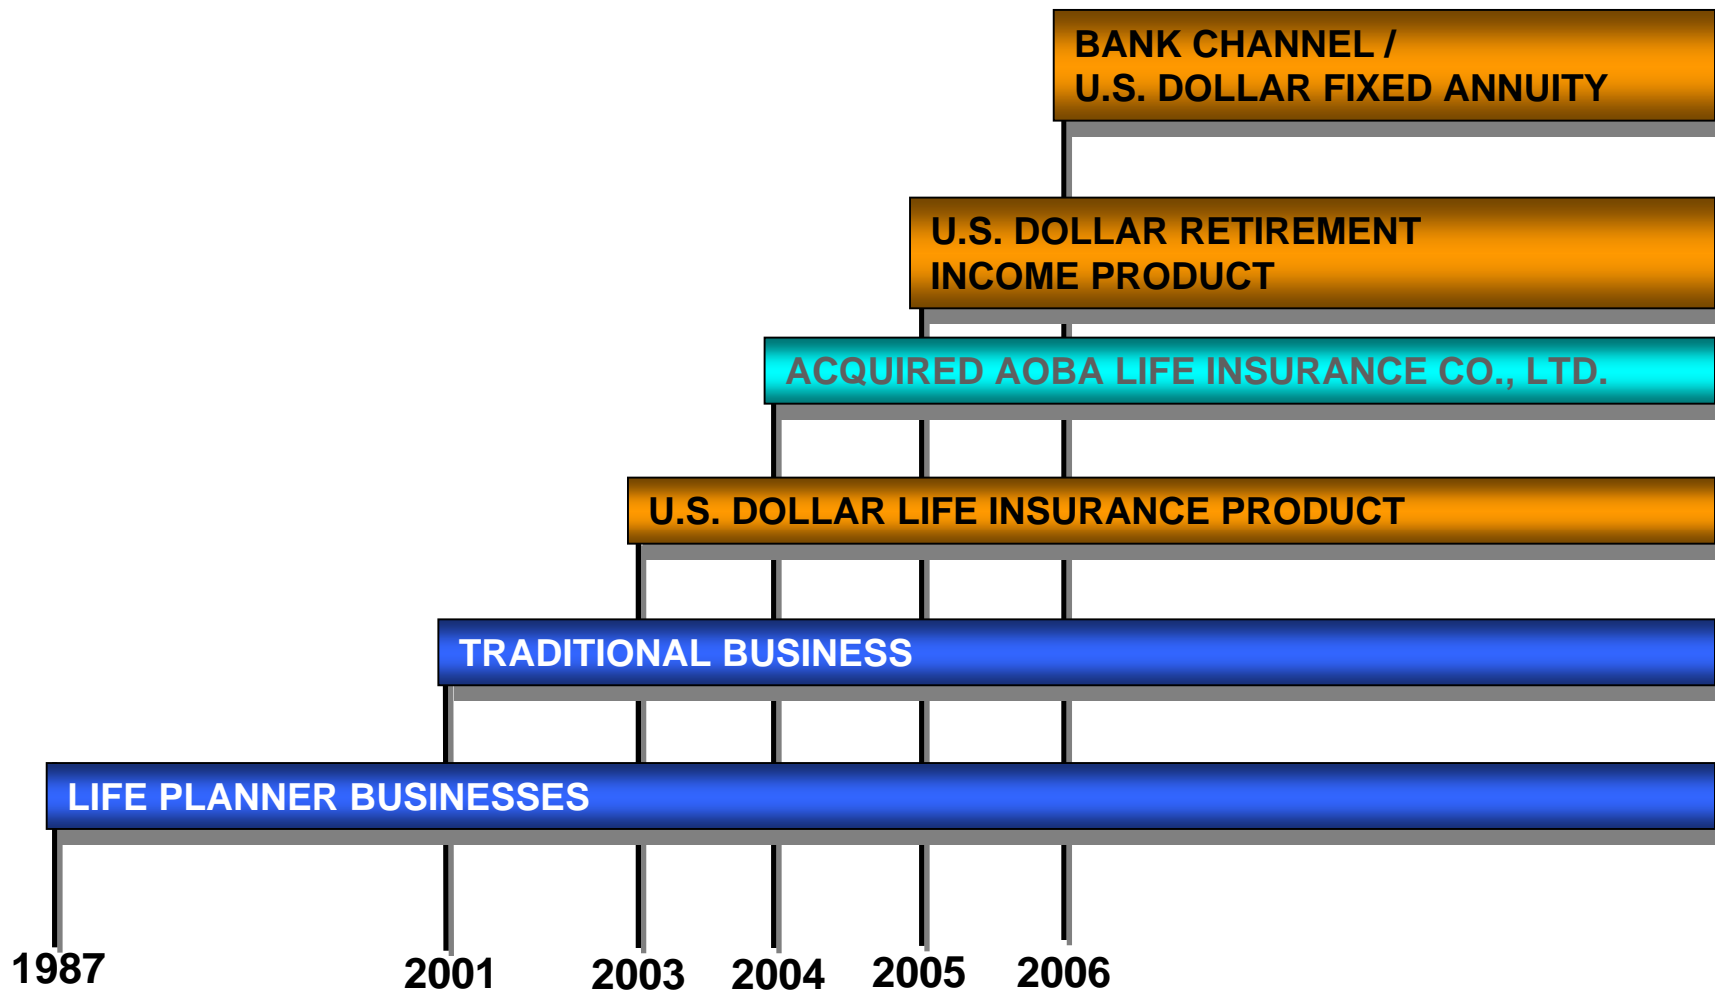 BANK CHANNEL /
U.S. DOLLAR FIXED ANNUITY
U.S. DOLLAR RETIREMENT
INCOME PRODUCT
ACQUIRED AOBA LIFE INSURANCE CO., LTD.
U.S. DOLLAR LIFE INSURANCE PRODUCT
TRADITIONAL BUSINESS
LIFE PLANNER BUSINESSES
1987 2001 2003 2004 2005 2006